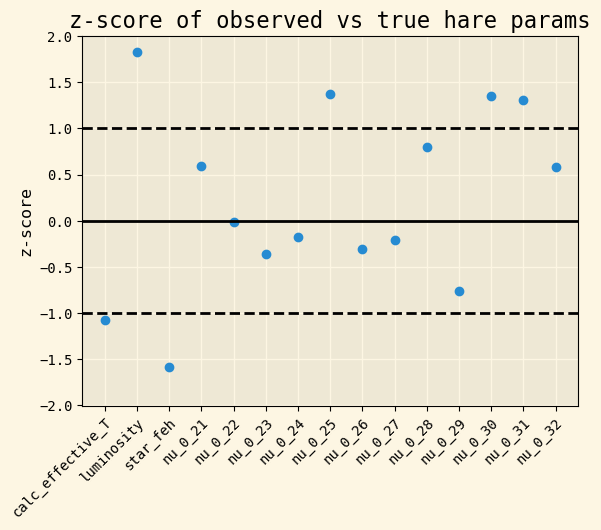 z-score of observed vs true hare params
z-score
2.0
1.5
1.0
0.5
0.0
−0.5
−1.0
−1.5
−2.0
calc_effective_T
luminosity
star_feh
nu_0_21
nu_0_22
nu_0_23
nu_0_24
nu_0_25
nu_0_26
nu_0_27
nu_0_28
nu_0_29
nu_0_30
nu_0_31
nu_0_32